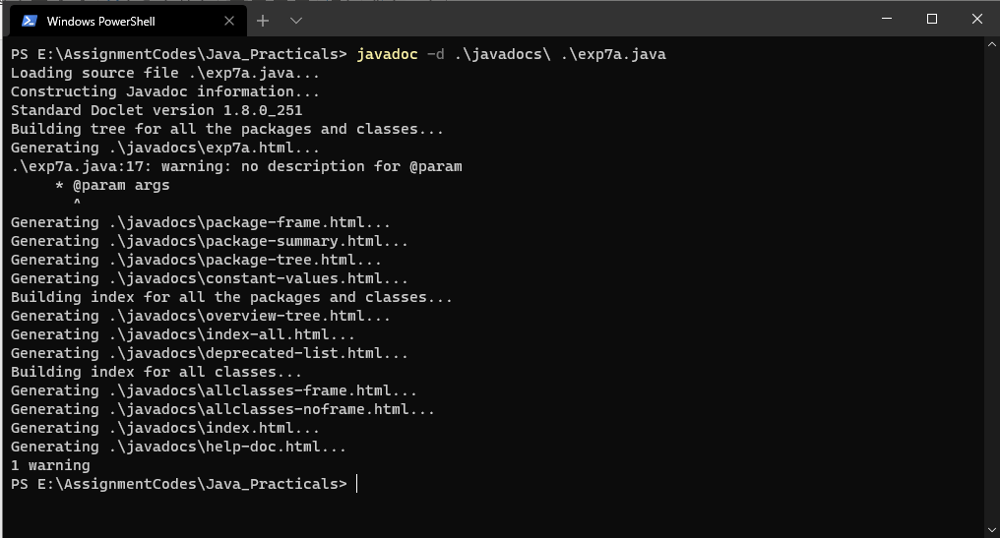 Windows PowerShell
PS E:\AssignmentCodes\Java_Practicals> javadoc -d .\javadocs\ .\exp7a.java
Loading source file .\exp7a.java...
Constructing Javadoc information...
Standard Doclet version 1.8.0_251
Building tree for all the packages and classes...
Generating .\javadocs\exp7a.html...
.\exp7a.java:17: warning: no description for @param
     * @param args
       ^
Generating .\javadocs\package-frame.html...
Generating .\javadocs\package-summary.html...
Generating .\javadocs\package-tree.html...
Generating .\javadocs\constant-values.html...
Building index for all the packages and classes...
Generating .\javadocs\overview-tree.html...
Generating .\javadocs\index-all.html...
Generating .\javadocs\deprecated-list.html...
Building index for all classes...
Generating .\javadocs\allclasses-frame.html...
Generating .\javadocs\allclasses-noframe.html...
Generating .\javadocs\index.html...
Generating .\javadocs\help-doc.html...
1 warning
PS E:\AssignmentCodes\Java_Practicals>